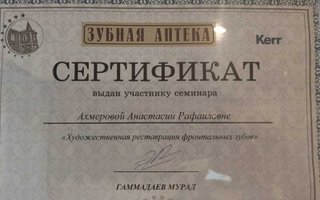 ЗУБНАЯ АПТЕКА
Kerr
СЕРТИФИКАТ
выдан участнику семинара
Ахмеровой Анастасии Рафаиловне
«Художественная реставрация фронтальных зубов»
ГАММАДАЕВ МУРАД